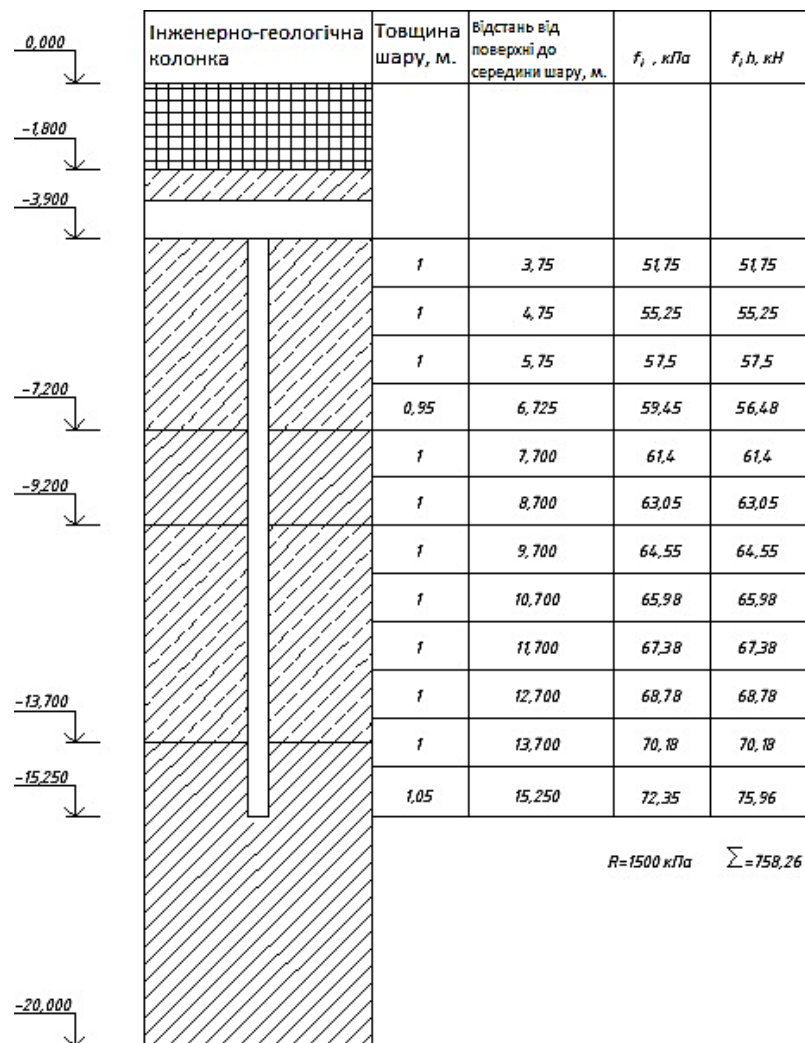 Інженерно-геологічна колонка
Товщина шару, м.
Відстань від поверхні до середини шару, м.
f_i , кПа
f_i h, кН
0,000
-1,800
-3,900
1 3,75 51,75 51,75
1 4,75 55,25 55,25
1 5,75 57,5 57,5
-7,200
0,95 6,725 59,45 56,48
1 7,700 61,4 61,4
-9,200
1 8,700 63,05 63,05
1 9,700 64,55 64,55
1 10,700 65,98 65,98
1 11,700 67,38 67,38
1 12,700 68,78 68,78
-13,700
1 13,700 70,18 70,18
-15,250
1,05 15,250 72,35 75,96
R=1500 кПа ∑=758,26
-20,000